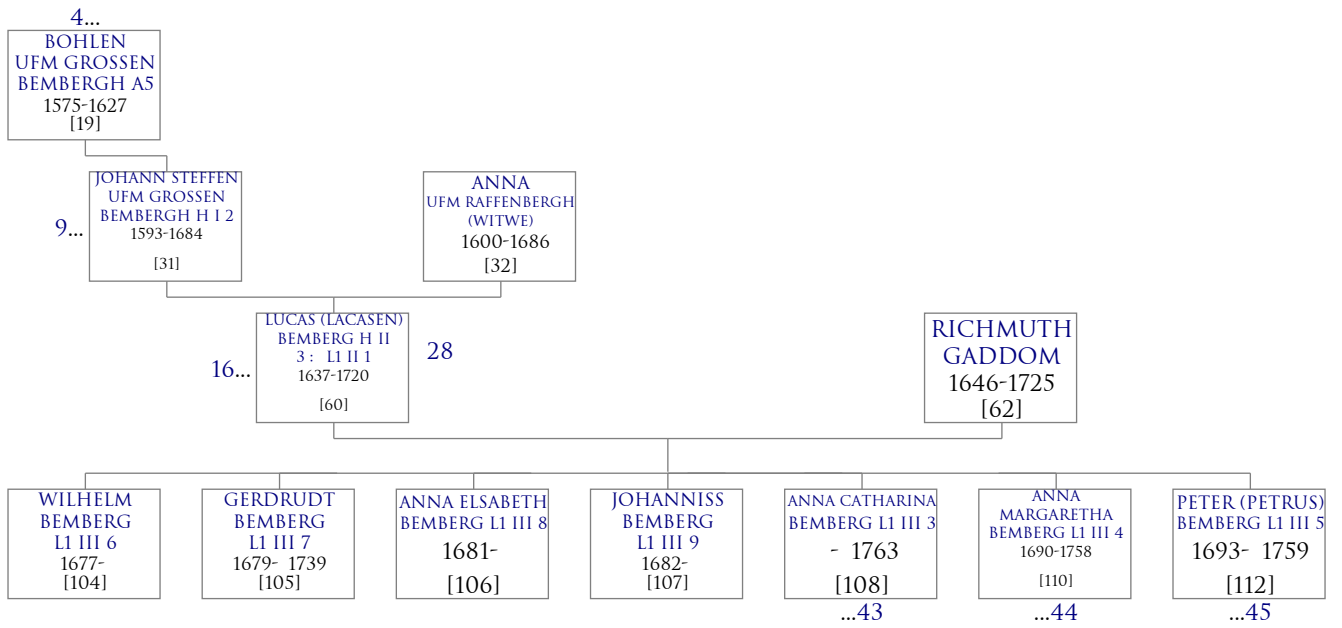 4...
BOHLEN
UFM GROSSEN
BEMBERGH A5
1575-1627
[19]
JOHANN STEFFEN
UFM GROSSEN
BEMBERGH H I 2
1593-1684
[31]
9...
ANNA
UFM RAFFENBERGH
(WITWE)
1600-1686
[32]
LUCAS (LACASEN)
BEMBERG H II
3 : L1 II 1
1637-1720
[60]
16...
28
RICHMUTH
GADDOM
1646-1725
[62]
WILHELM
BEMBERG
L1 III 6
1677-
[104]
GERDRUDT
BEMBERG
L1 III 7
1679- 1739
[105]
ANNA ELSABETH
BEMBERG L1 III 8
1681-
[106]
JOHANNISS
BEMBERG
L1 III 9
1682-
[107]
ANNA CATHARINA
BEMBERG L1 III 3
- 1763
[108]
...43
ANNA
MARGARETHA
BEMBERG L1 III 4
1690-1758
[110]
...44
PETER (PETRUS)
BEMBERG L1 III 5
1693- 1759
[112]
...45